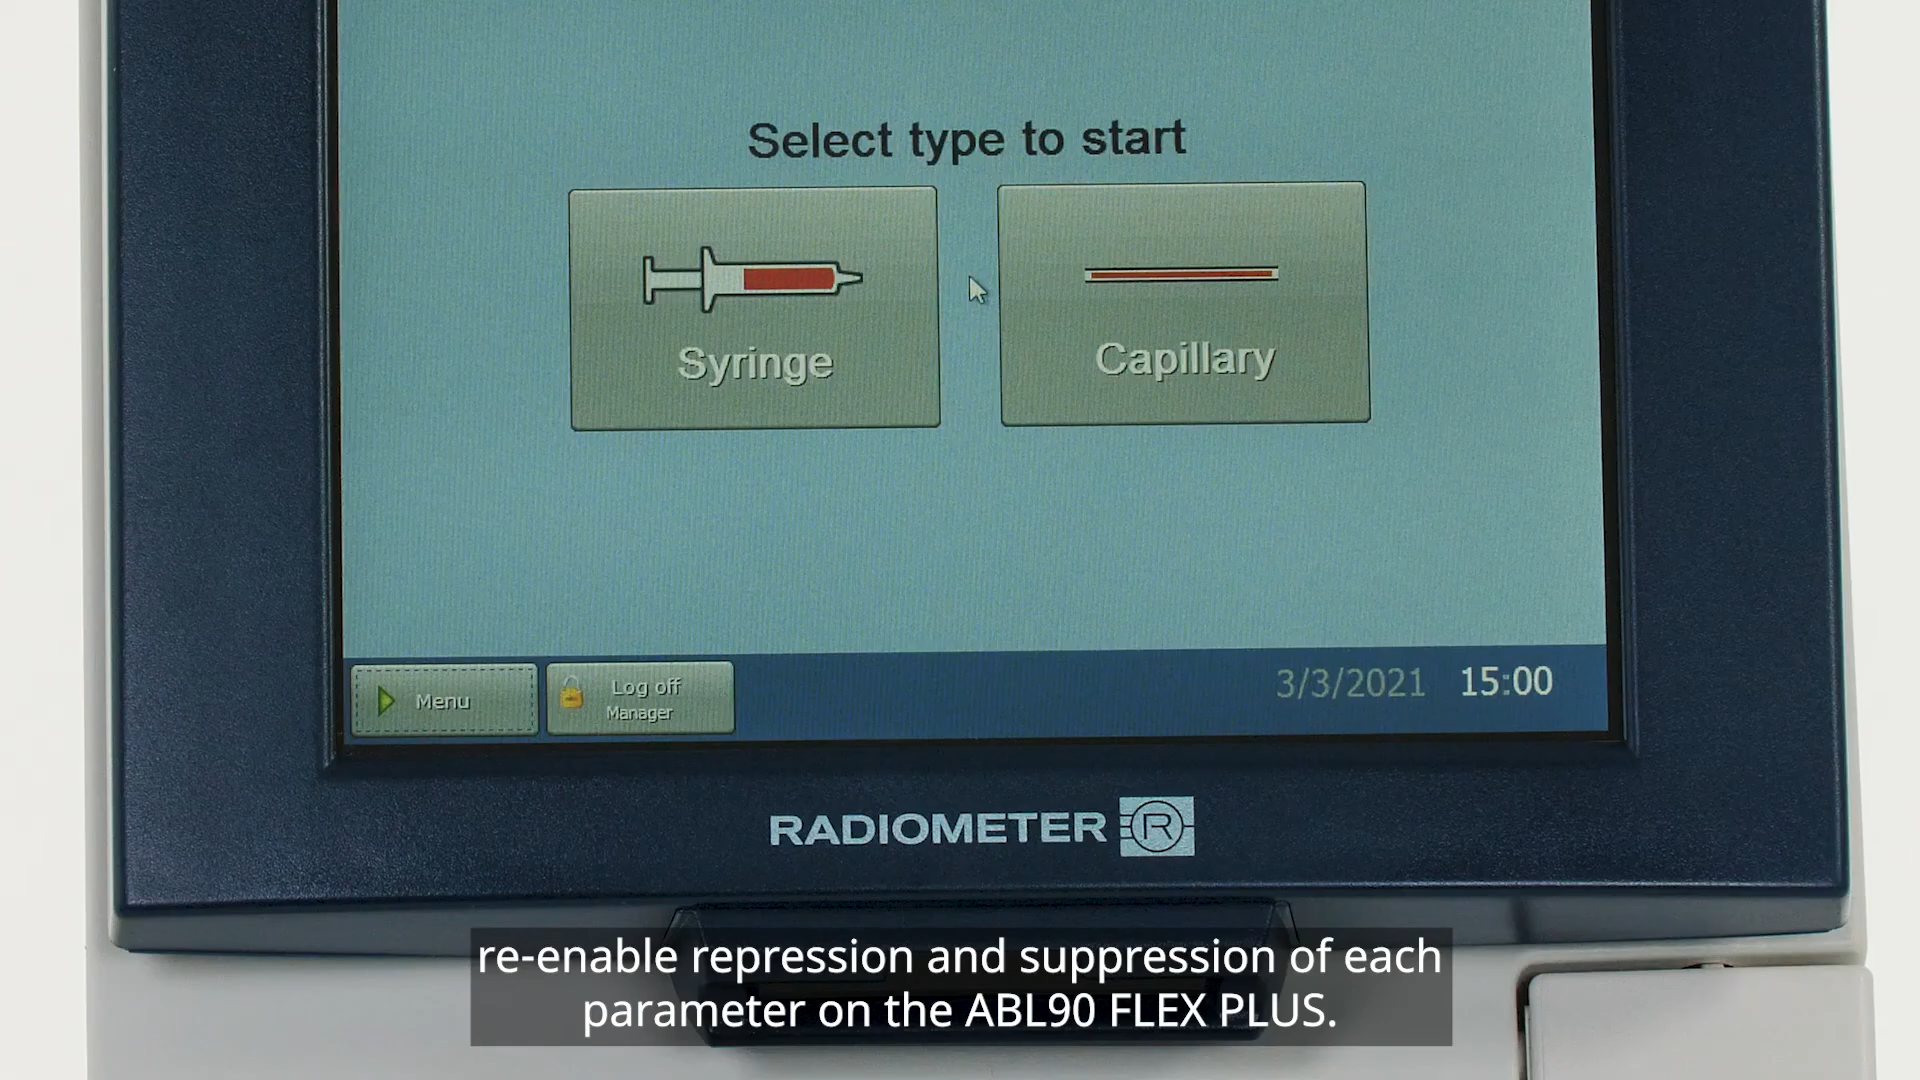 Select type to start
Syringe
Capillary
Menu
Log off
Manager
3/3/2021 15:00
RADIOMETER R
re-enable repression and suppression of each
parameter on the ABL90 FLEX PLUS.